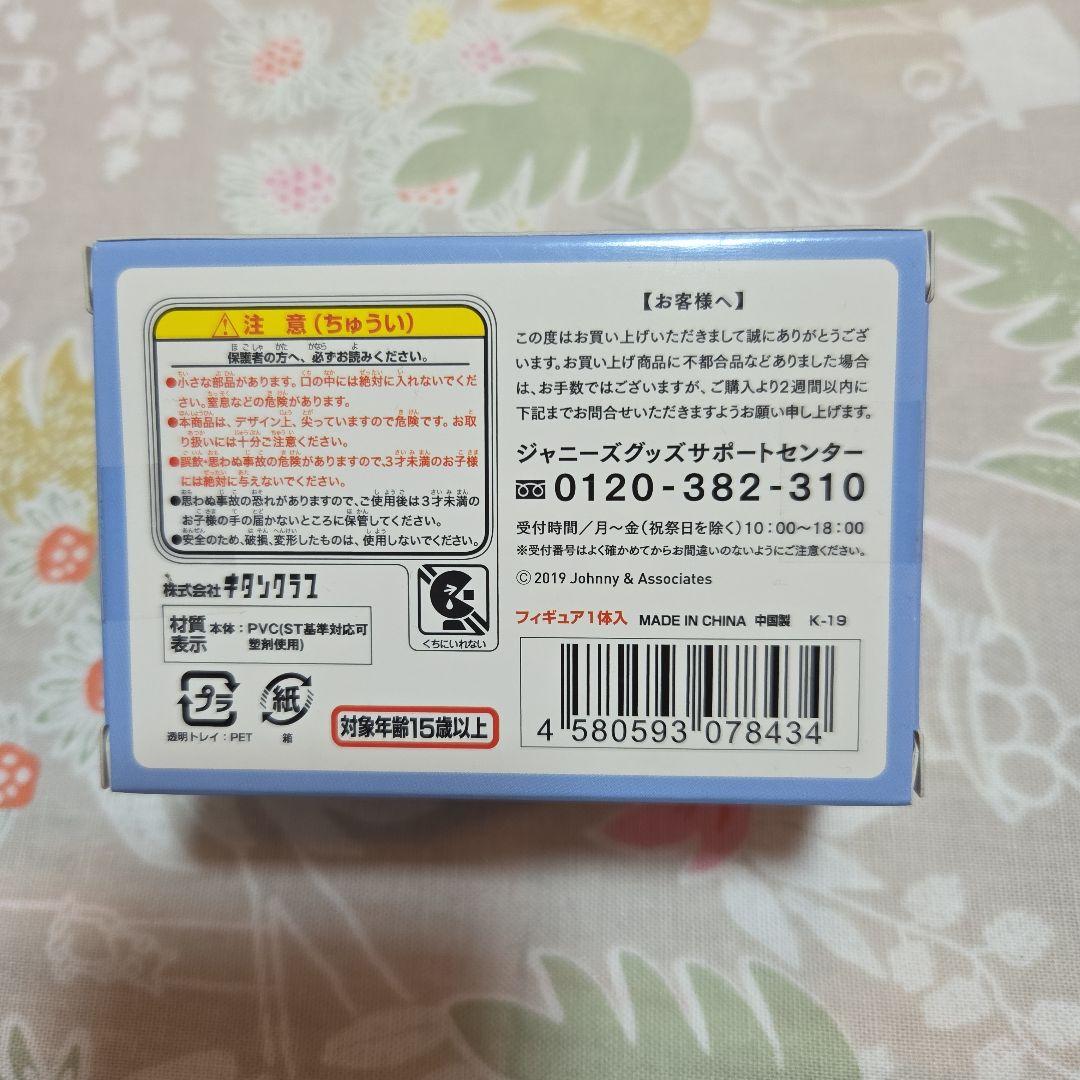 注 意(ちゅうい)
保護者の方へ、必ずお読みください。
●小さな部品があります。口の中には絶対に入れないでくだ
さい。窒息などの危険があります。
●本商品は、デザイン上、尖っていますので危険です。お取
り扱いには十分ご注意ください。
●誤飲・思わぬ事故の危険がありますので、3才未満のお子様
には絶対に与えないでください。
●思わぬ事故の恐れがありますので、ご使用後は3才未満の
お子様の手の届かないところに保管してください。
●安全のため、破損、変形したものは、使用しないでください。
株式会社キタンクラブ
くちにいれない
材質
表示
本体:PVC(ST基準対応可
塑剤使用)
プラ
透明トレイ:PET
紙
箱
対象年齢15歳以上
【お客様へ】
この度はお買い上げいただきまして誠にありがとうござ
います。お買い上げ商品に不都合品などありました場合
は、お手数ではございますが、ご購入より2週間以内に
下記までお問合せいただきますようお願い申し上げます。
ジャニーズグッズサポートセンター
0120-382-310
受付時間/月〜金(祝祭日を除く)10:00〜18:00
※受付番号はよく確かめてからお間違いのないようにご注意ください。
©2019 Johnny & Associates
フィギュア1体入 MADE IN CHINA 中国製 K-19
4 580593 078434